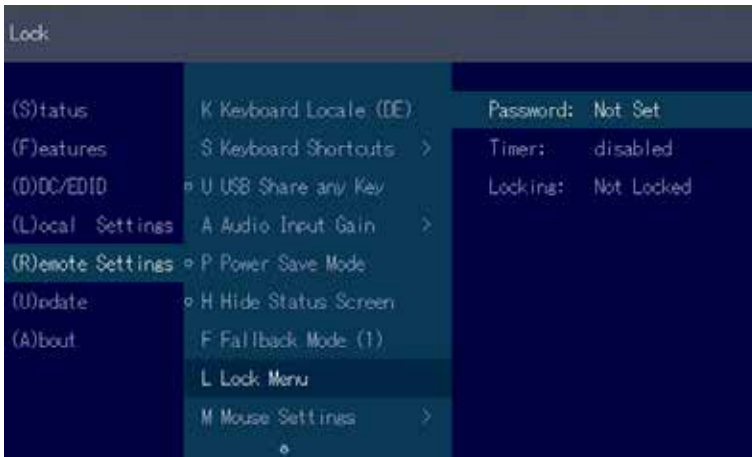 Lock
(S)tatus
(F)eatures
(D)DC/EDID
(L)ocal Settings
(R)emote Settings
(U)pdate
(A)bout
K Keyboard Locale (DE)
S Keyboard Shortcuts >
U USB Share any Key
A Audio Input Gain >
P Power Save Mode
H Hide Status Screen
F Fallback Mode (1)
L Lock Menu
M Mouse Settings >
Password: Not Set
Timer: disabled
Locking: Not Locked